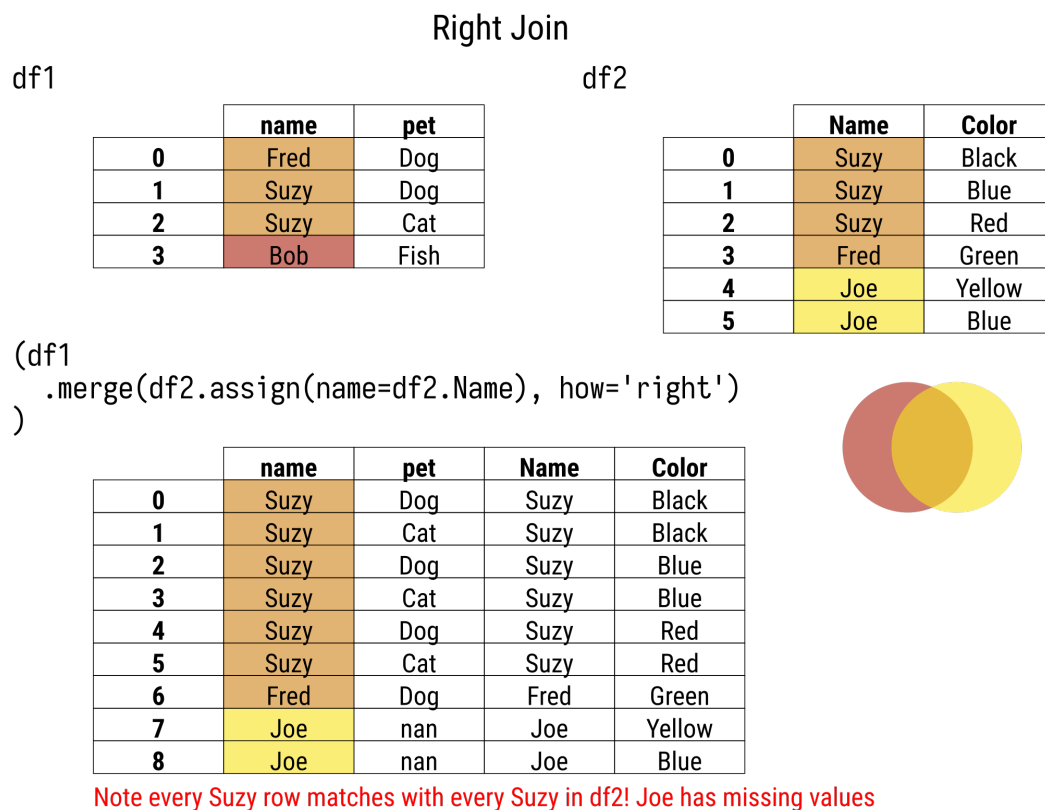 Right Join
df1
name pet
0 Fred Dog
1 Suzy Dog
2 Suzy Cat
3 Bob Fish
df2
Name Color
0 Suzy Black
1 Suzy Blue
2 Suzy Red
3 Fred Green
4 Joe Yellow
5 Joe Blue
(df1
.merge(df2.assign(name=df2.Name), how='right')
)
name pet Name Color
0 Suzy Dog Suzy Black
1 Suzy Cat Suzy Black
2 Suzy Dog Suzy Blue
3 Suzy Cat Suzy Blue
4 Suzy Dog Suzy Red
5 Suzy Cat Suzy Red
6 Fred Dog Fred Green
7 Joe nan Joe Yellow
8 Joe nan Joe Blue
Note every Suzy row matches with every Suzy in df2! Joe has missing values